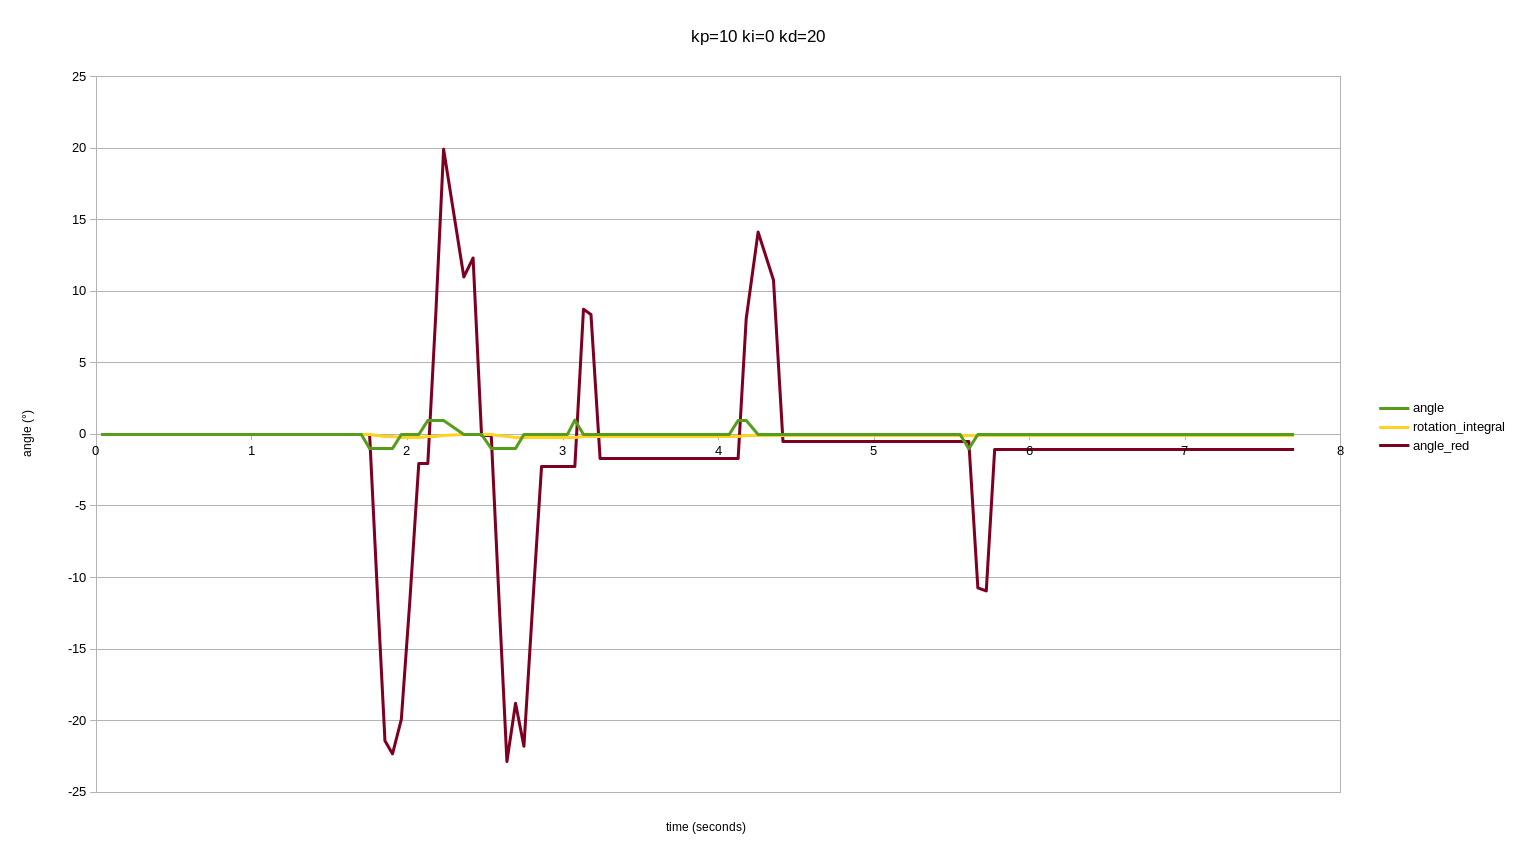 kp=10 ki=0 kd=20
25
20
15
10
5
0
-5
-10
-15
-20
-25
0 1 2 3 4 5 6 7 8
angle (°)
time (seconds)
angle
rotation_integral
angle_red